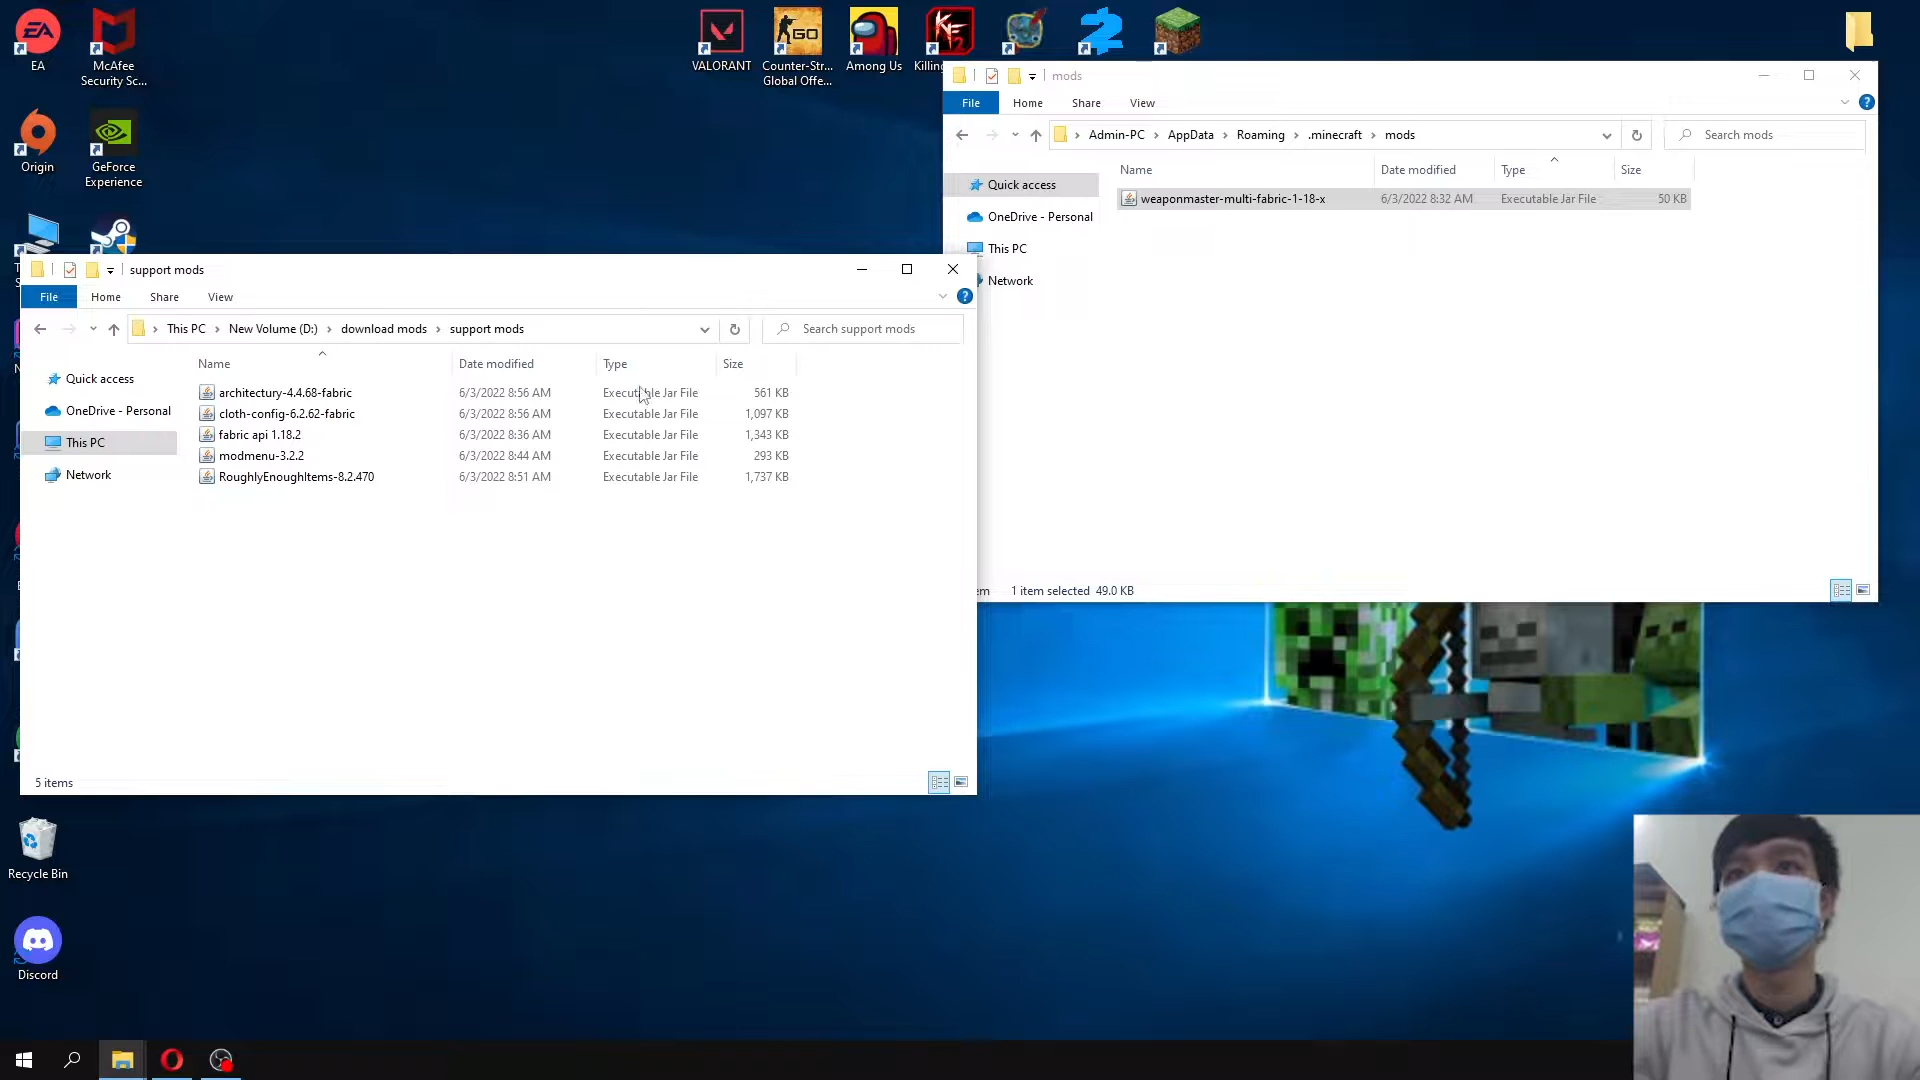 EA
McAfee
Security Sc...
Origin
GeForce
Experience
VALORANT
GO
Counter-Str...
Global Offe...
Among Us
Killing
mods
File
Home
Share
View
Admin-PC
AppData
Roaming
.minecraft
mods
Search mods
Name
Date modified
Type
Size
Quick access
OneDrive - Personal
This PC
Network
weaponmaster-multi-fabric-1-18-x 6/3/2022 8:32 AM Executable Jar File 50 KB
1 item selected 49.0 KB
support mods
File
Home
Share
View
This PC
New Volume (D:)
download mods
support mods
Search support mods
Name
Date modified
Type
Size
Quick access
OneDrive - Personal
This PC
Network
architectury-4.4.68-fabric 6/3/2022 8:56 AM Executable Jar File 561 KB
cloth-config-6.2.62-fabric 6/3/2022 8:56 AM Executable Jar File 1,097 KB
fabric api 1.18.2 6/3/2022 8:36 AM Executable Jar File 1,343 KB
modmenu-3.2.2 6/3/2022 8:44 AM Executable Jar File 293 KB
RoughlyEnoughItems-8.2.470 6/3/2022 8:51 AM Executable Jar File 1,737 KB
5 items
Recycle Bin
Discord